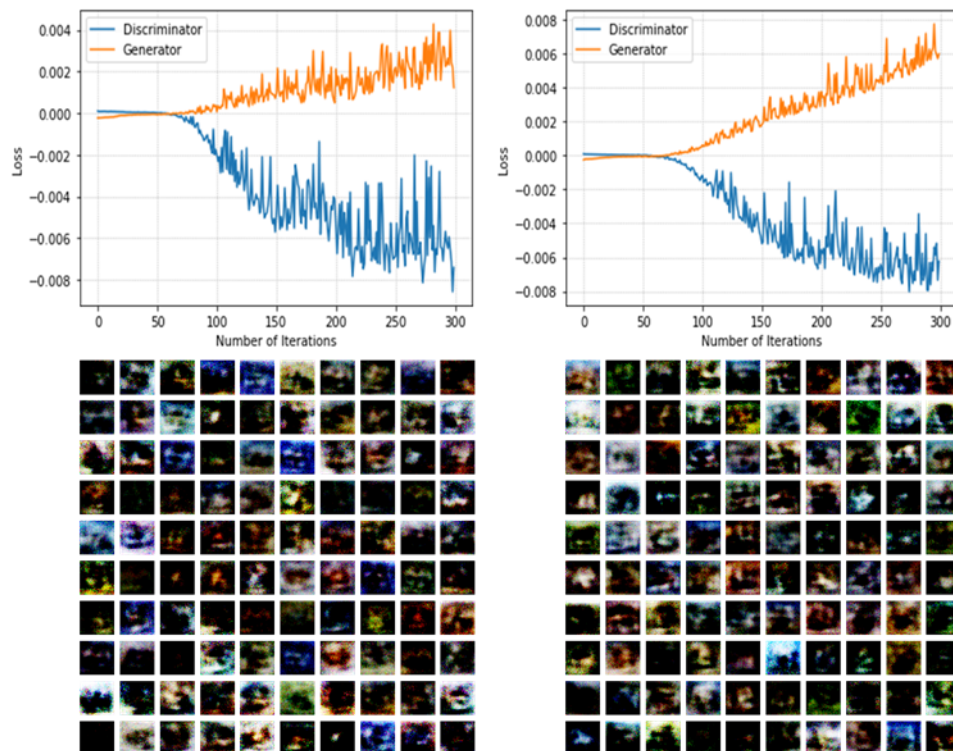 Discriminator
Generator
0.004
0.002
0.000
−0.002
−0.004
−0.006
−0.008
Loss
0 50 100 150 200 250 300
Number of Iterations
Discriminator
Generator
0.008
0.006
0.004
0.002
0.000
−0.002
−0.004
−0.006
−0.008
Loss
0 50 100 150 200 250 300
Number of Iterations